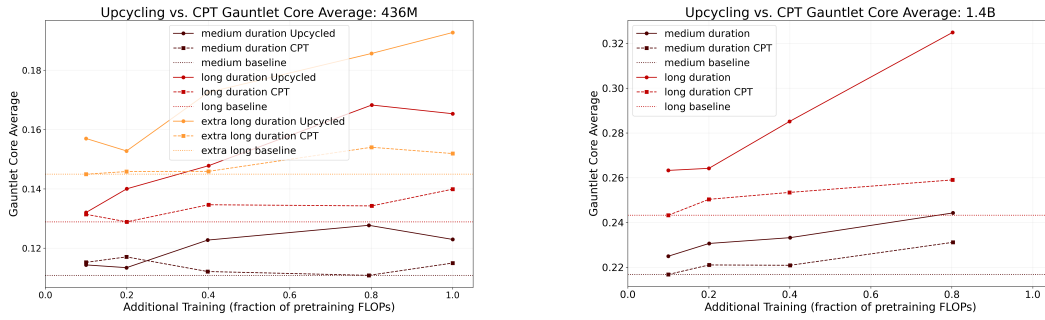 Upcycling vs. CPT Gauntlet Core Average: 436M
medium duration Upcycled
medium duration CPT
medium baseline
long duration Upcycled
long duration CPT
long baseline
extra long duration Upcycled
extra long duration CPT
extra long baseline
Gauntlet Core Average
0.18
0.16
0.14
0.12
0.0 0.2 0.4 0.6 0.8 1.0
Additional Training (fraction of pretraining FLOPs)
Upcycling vs. CPT Gauntlet Core Average: 1.4B
medium duration
medium duration CPT
medium baseline
long duration
long duration CPT
long baseline
Gauntlet Core Average
0.32
0.30
0.28
0.26
0.24
0.22
0.0 0.2 0.4 0.6 0.8 1.0
Additional Training (fraction of pretraining FLOPs)